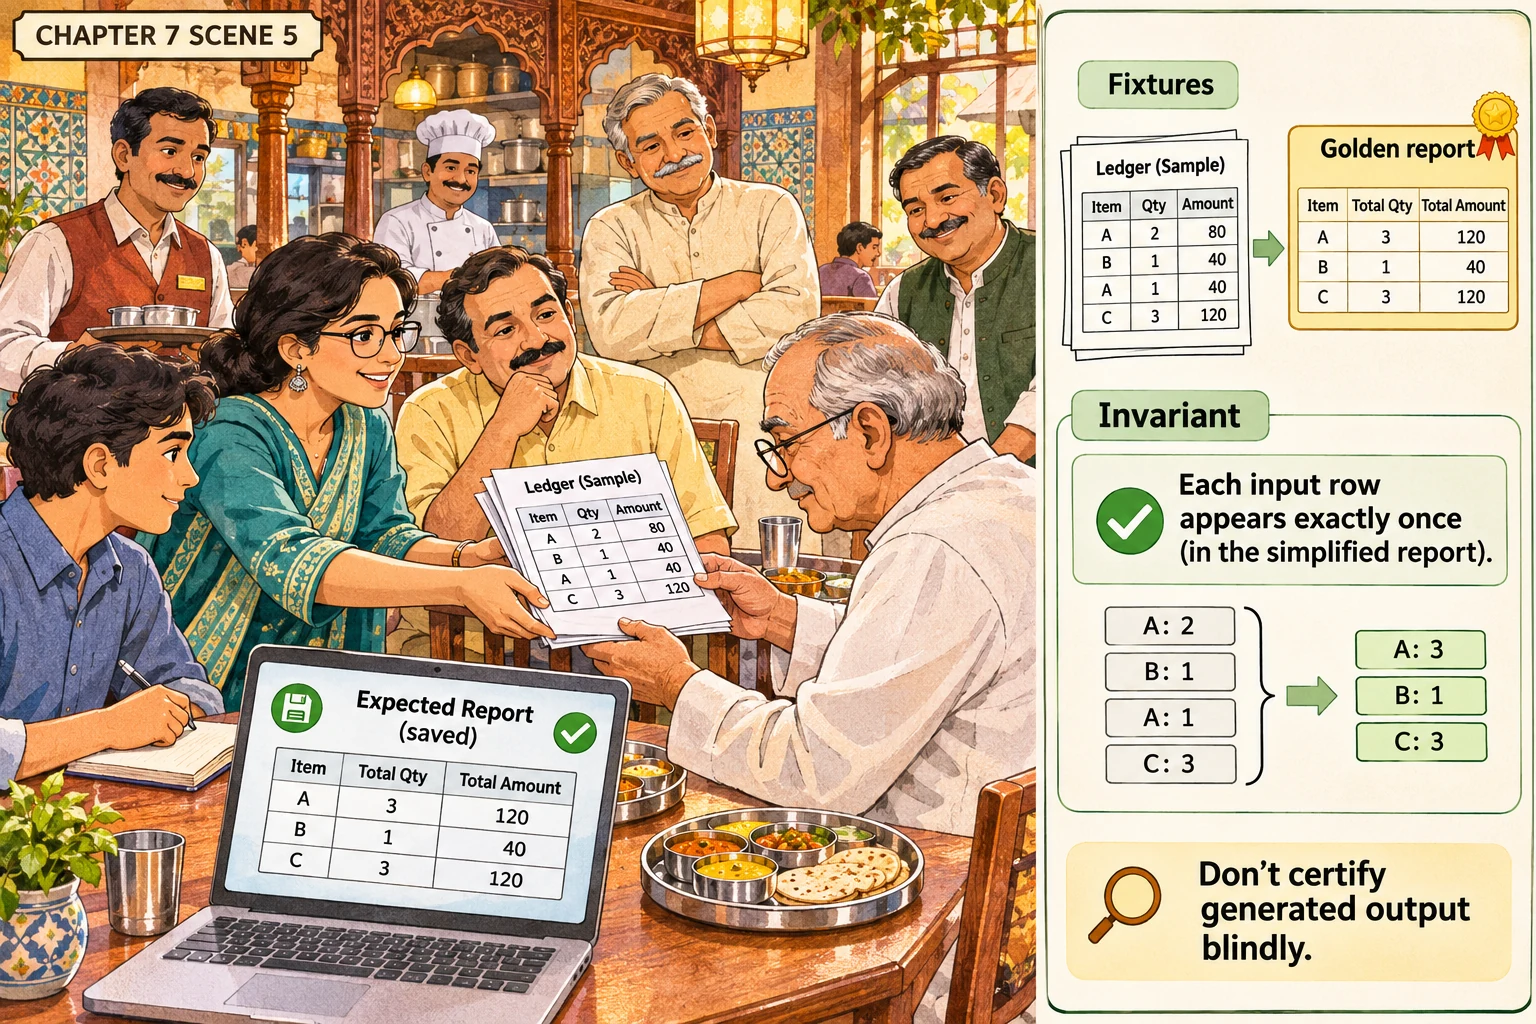 CHAPTER 7 SCENE 5
Ledger (Sample)
Item Qty Amount
A 2 80
B 1 40
A 1 40
C 3 120
Expected Report
(saved)
Item Total Qty Total Amount
A 3 120
B 1 40
C 3 120
Fixtures
Ledger (Sample)
Item Qty Amount
A 2 80
B 1 40
A 1 40
C 3 120
Golden report
Item Total Qty Total Amount
A 3 120
B 1 40
C 3 120
Invariant
Each input row
appears exactly once
(in the simplified report).
A: 2
B: 1
A: 1
C: 3
A: 3
B: 1
C: 3
Don't certify
generated output
blindly.